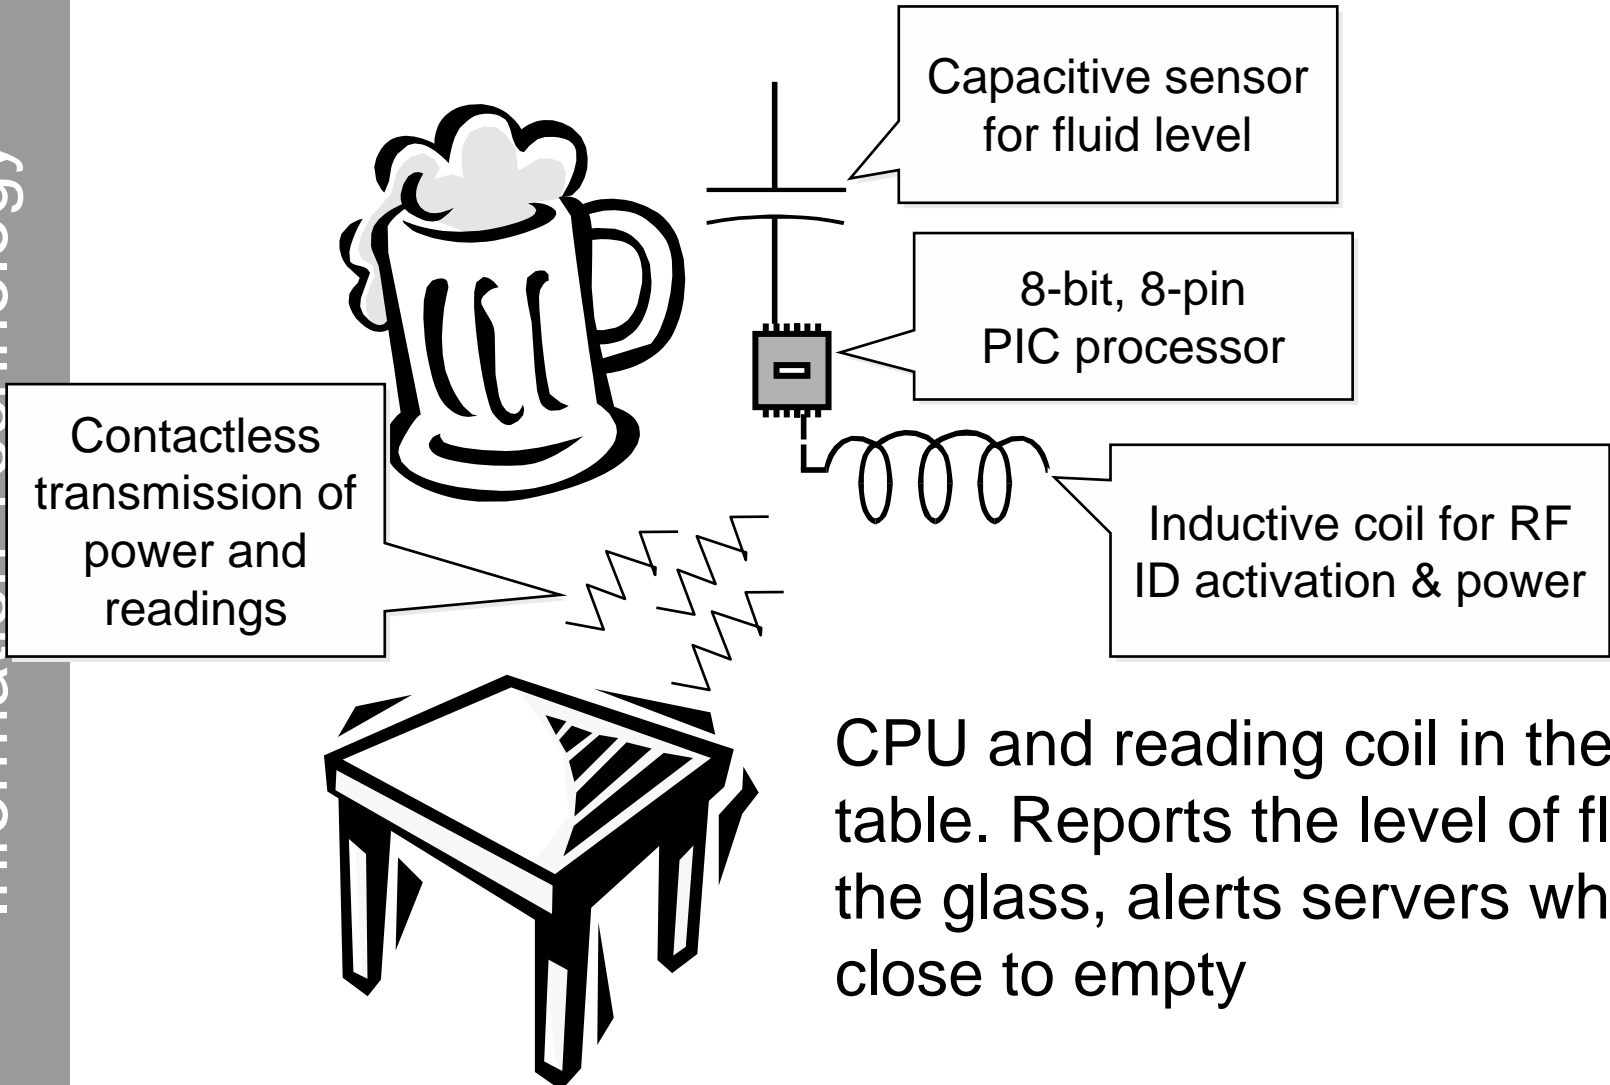 Capacitive sensor
for fluid level
8-bit, 8-pin
PIC processor
Contactless
transmission of
power and
readings
Inductive coil for RF
ID activation & power
CPU and reading coil in the
table. Reports the level of
the glass, alerts servers
close to empty